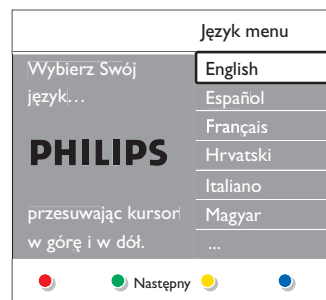 Język menu
Wybierz Swój
język...
PHILIPS
przesuwając kursor
w górę i w dół.
English
Español
Français
Hrvatski
Italiano
Magyar
...
Następny